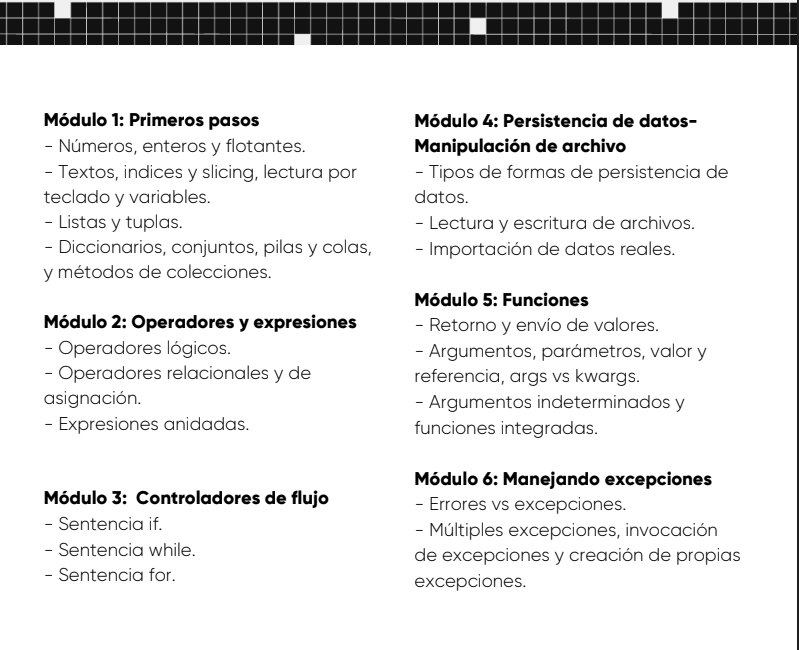 Módulo 1: Primeros pasos
- Números, enteros y flotantes.
- Textos, indices y slicing, lectura por
teclado y variables.
- Listas y tuplas.
- Diccionarios, conjuntos, pilas y colas,
y métodos de colecciones.
Módulo 2: Operadores y expresiones
- Operadores lógicos.
- Operadores relacionales y de
asignación.
- Expresiones anidadas.
Módulo 3:  Controladores de flujo
- Sentencia if.
- Sentencia while.
- Sentencia for.
Módulo 4: Persistencia de datos-
Manipulación de archivo
- Tipos de formas de persistencia de
datos.
- Lectura y escritura de archivos.
- Importación de datos reales.
Módulo 5: Funciones
- Retorno y envío de valores.
- Argumentos, parámetros, valor y
referencia, args vs kwargs.
- Argumentos indeterminados y
funciones integradas.
Módulo 6: Manejando excepciones
- Errores vs excepciones.
- Múltiples excepciones, invocación
de excepciones y creación de propias
excepciones.